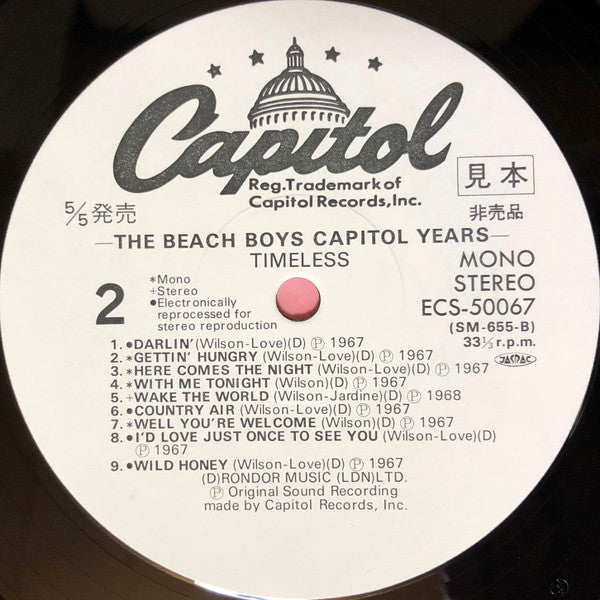 Capitol
Reg.Trademark of
Capitol Records,Inc.
見本
5/5発売
非売品
—THE BEACH BOYS CAPITOL YEARS—
TIMELESS
MONO
STEREO
ECS-50067
(SM-655-B)
33⅓ r.p.m.
JASRAC
2
*Mono
+Stereo
●Electronically
reprocessed for
stereo reproduction
1.●DARLIN'(Wilson-Love)(D) Ⓟ 1967
2.*GETTIN' HUNGRY(Wilson-Love)(D) Ⓟ 1967
3.*HERE COMES THE NIGHT(Wilson-Love)(D) Ⓟ 1967
4.*WITH ME TONIGHT(Wilson)(D) Ⓟ 1967
5.+WAKE THE WORLD(Wilson-Jardine)(D) Ⓟ 1968
6.●COUNTRY AIR(Wilson-Love)(D) Ⓟ 1967
7.*WELL YOU'RE WELCOME(Wilson)(D) Ⓟ 1967
8.●I'D LOVE JUST ONCE TO SEE YOU(Wilson-Love)(D)
Ⓟ 1967
9.●WILD HONEY(Wilson-Love)(D) Ⓟ 1967
(D)RONDOR MUSIC (LDN)LTD.
Ⓟ Original Sound Recording
made by Capitol Records, Inc.